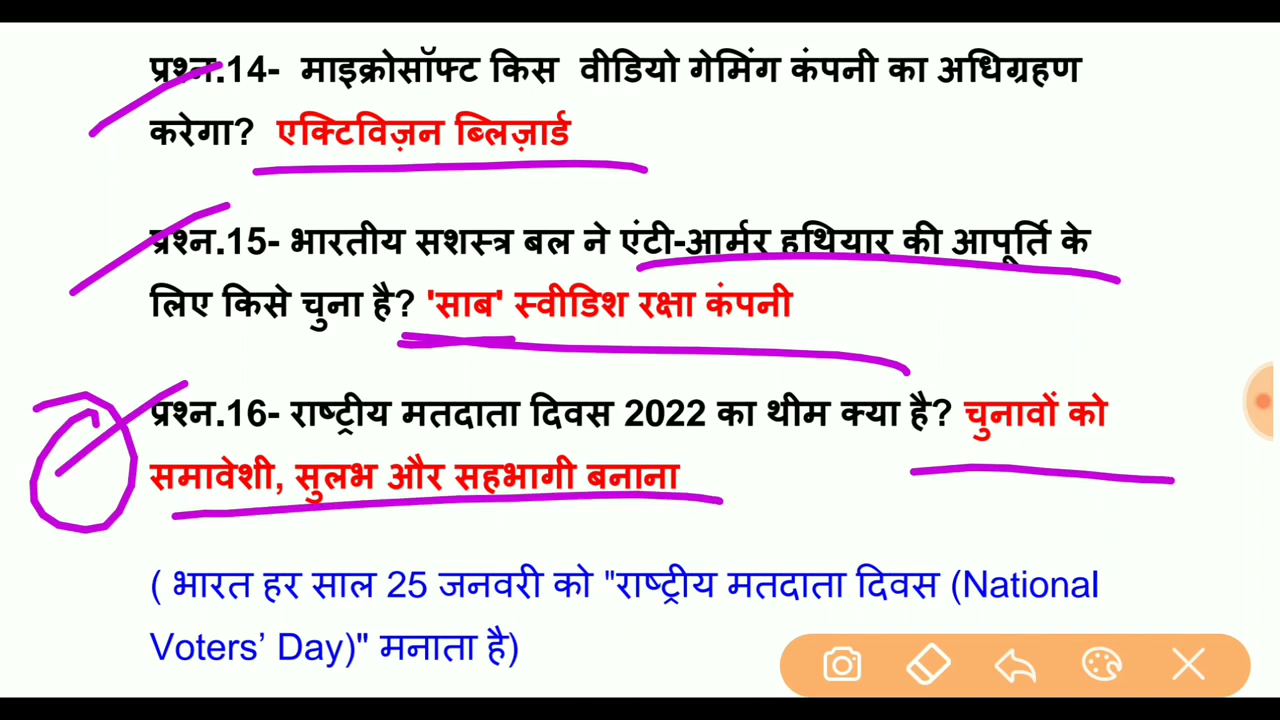 प्रश्न.14- माइक्रोसॉफ्ट किस वीडियो गेमिंग कंपनी का अधिग्रहण
करेगा? एक्टिविज़न ब्लिज़ार्ड
प्रश्न.15- भारतीय सशस्त्र बल ने एंटी-आर्मर हथियार की आपूर्ति के
लिए किसे चुना है? 'साब' स्वीडिश रक्षा कंपनी
प्रश्न.16- राष्ट्रीय मतदाता दिवस 2022 का थीम क्या है? चुनावों को
समावेशी, सुलभ और सहभागी बनाना
( भारत हर साल 25 जनवरी को "राष्ट्रीय मतदाता दिवस (National
Voters’ Day)" मनाता है)